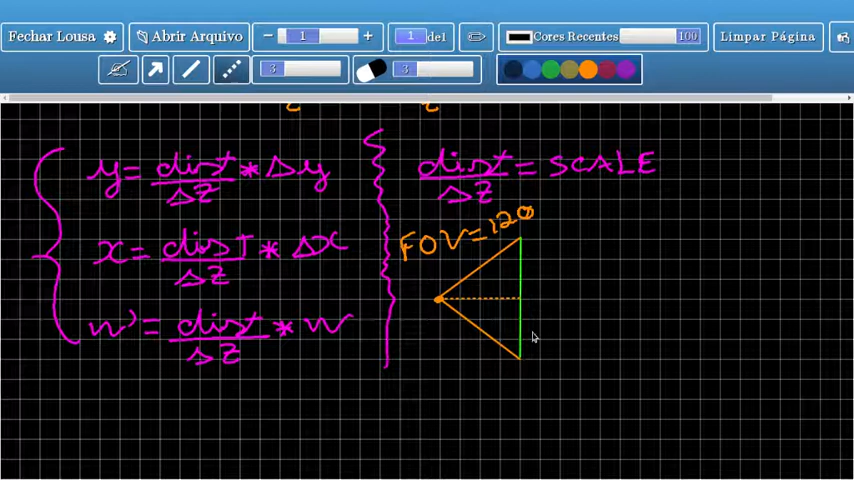 Fechar Lousa Abrir Arquivo − 1 + 1 de1 Cores Recentes 100 Limpar Página
3 3
y = dist/Δz * Δy
x = dist/Δz * Δx
w' = dist/Δz * w
dist/Δz = SCALE
FOV=120